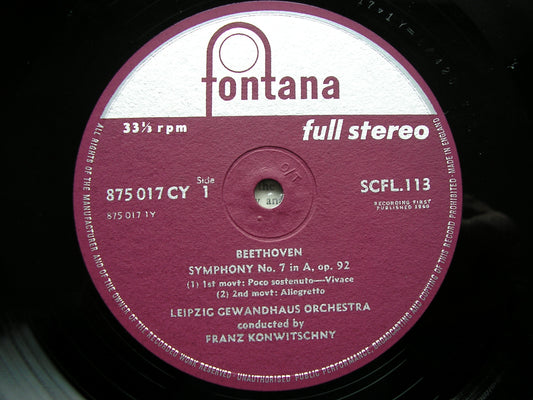 fontana
33⅓ rpm
full stereo
875 017 CY Side 1
SCFL.113
875 017 1Y
RECORDING FIRST
PUBLISHED 1960
D/T
BEETHOVEN
SYMPHONY No. 7 in A, op. 92
(1) 1st movt: Poco sostenuto—Vivace
(2) 2nd movt: Allegretto
LEIPZIG GEWANDHAUS ORCHESTRA
conducted by
FRANZ KONWITSCHNY
ALL RIGHTS OF THE MANUFACTURER AND OF THE OWNER OF THE RECORDED WORK RESERVED - UNAUTHORISED PUBLIC PERFORMANCE, BROADCASTING AND COPYING OF THIS RECORD PROHIBITED - MADE IN ENGLAND